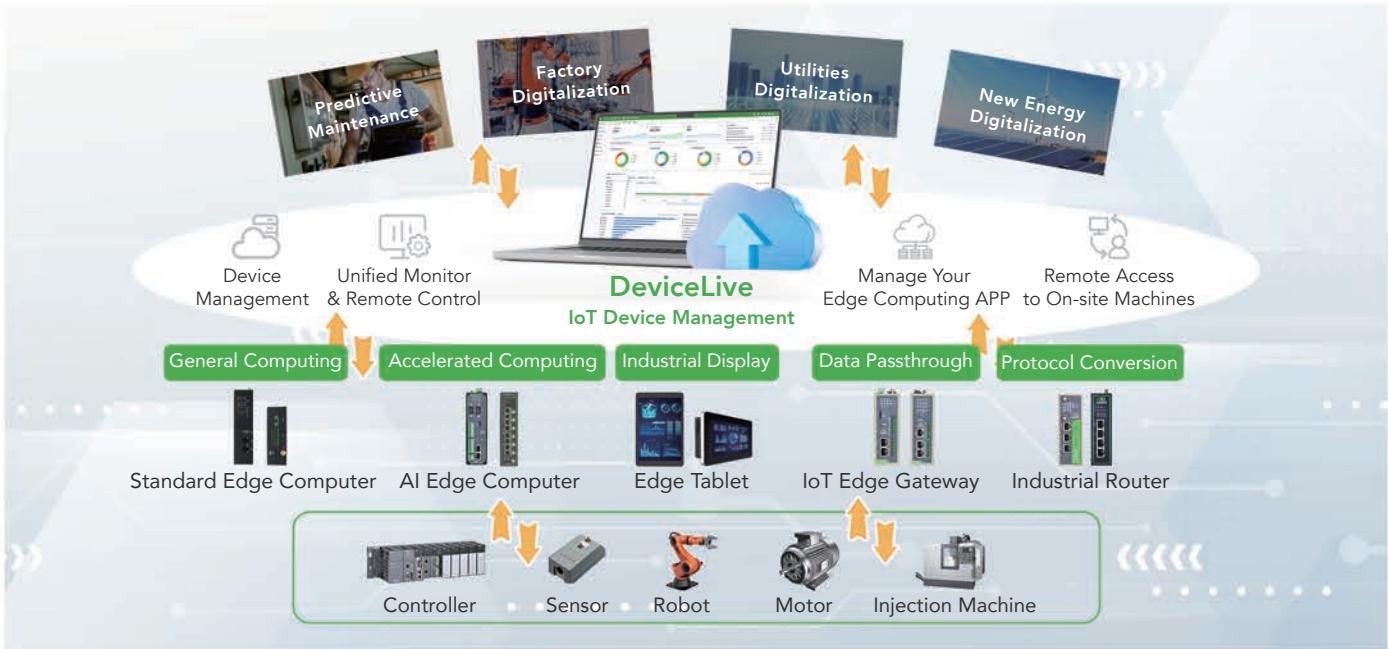 Predictive
Maintenance
Factory
Digitalization
Utilities
Digitalization
New Energy
Digitalization
Device
Management
Unified Monitor
& Remote Control
DeviceLive
IoT Device Management
Manage Your
Edge Computing APP
Remote Access
to On-site Machines
General Computing
Accelerated Computing
Industrial Display
Data Passthrough
Protocol Conversion
Standard Edge Computer
AI Edge Computer
Edge Tablet
IoT Edge Gateway
Industrial Router
Controller
Sensor
Robot
Motor
Injection Machine